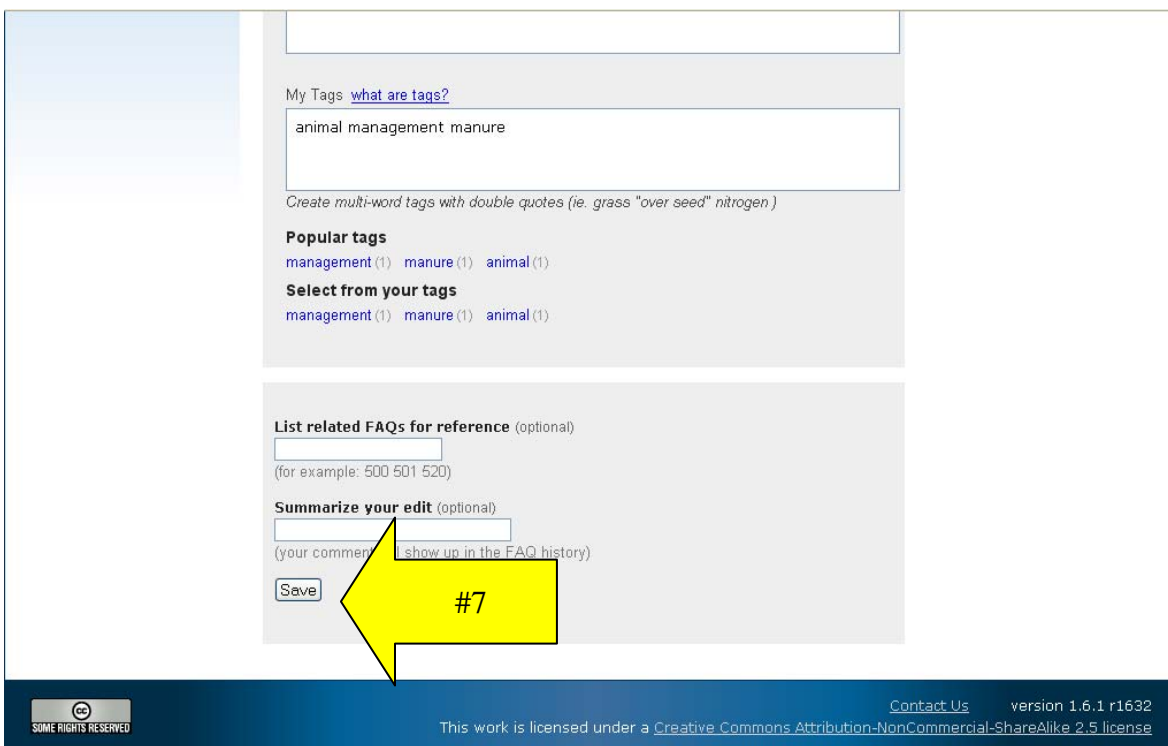 My Tags what are tags?
animal management manure
Create multi-word tags with double quotes (ie. grass "over seed" nitrogen )
Popular tags
management (1) manure (1) animal (1)
Select from your tags
management (1) manure (1) animal (1)
List related FAQs for reference (optional)
(for example: 500 501 520)
Summarize your edit (optional)
(your comment show up in the FAQ history)
Save
#7
SOME RIGHTS RESERVED
Contact Us version 1.6.1 r1632
This work is licensed under a Creative Commons Attribution-NonCommercial-ShareAlike 2.5 license